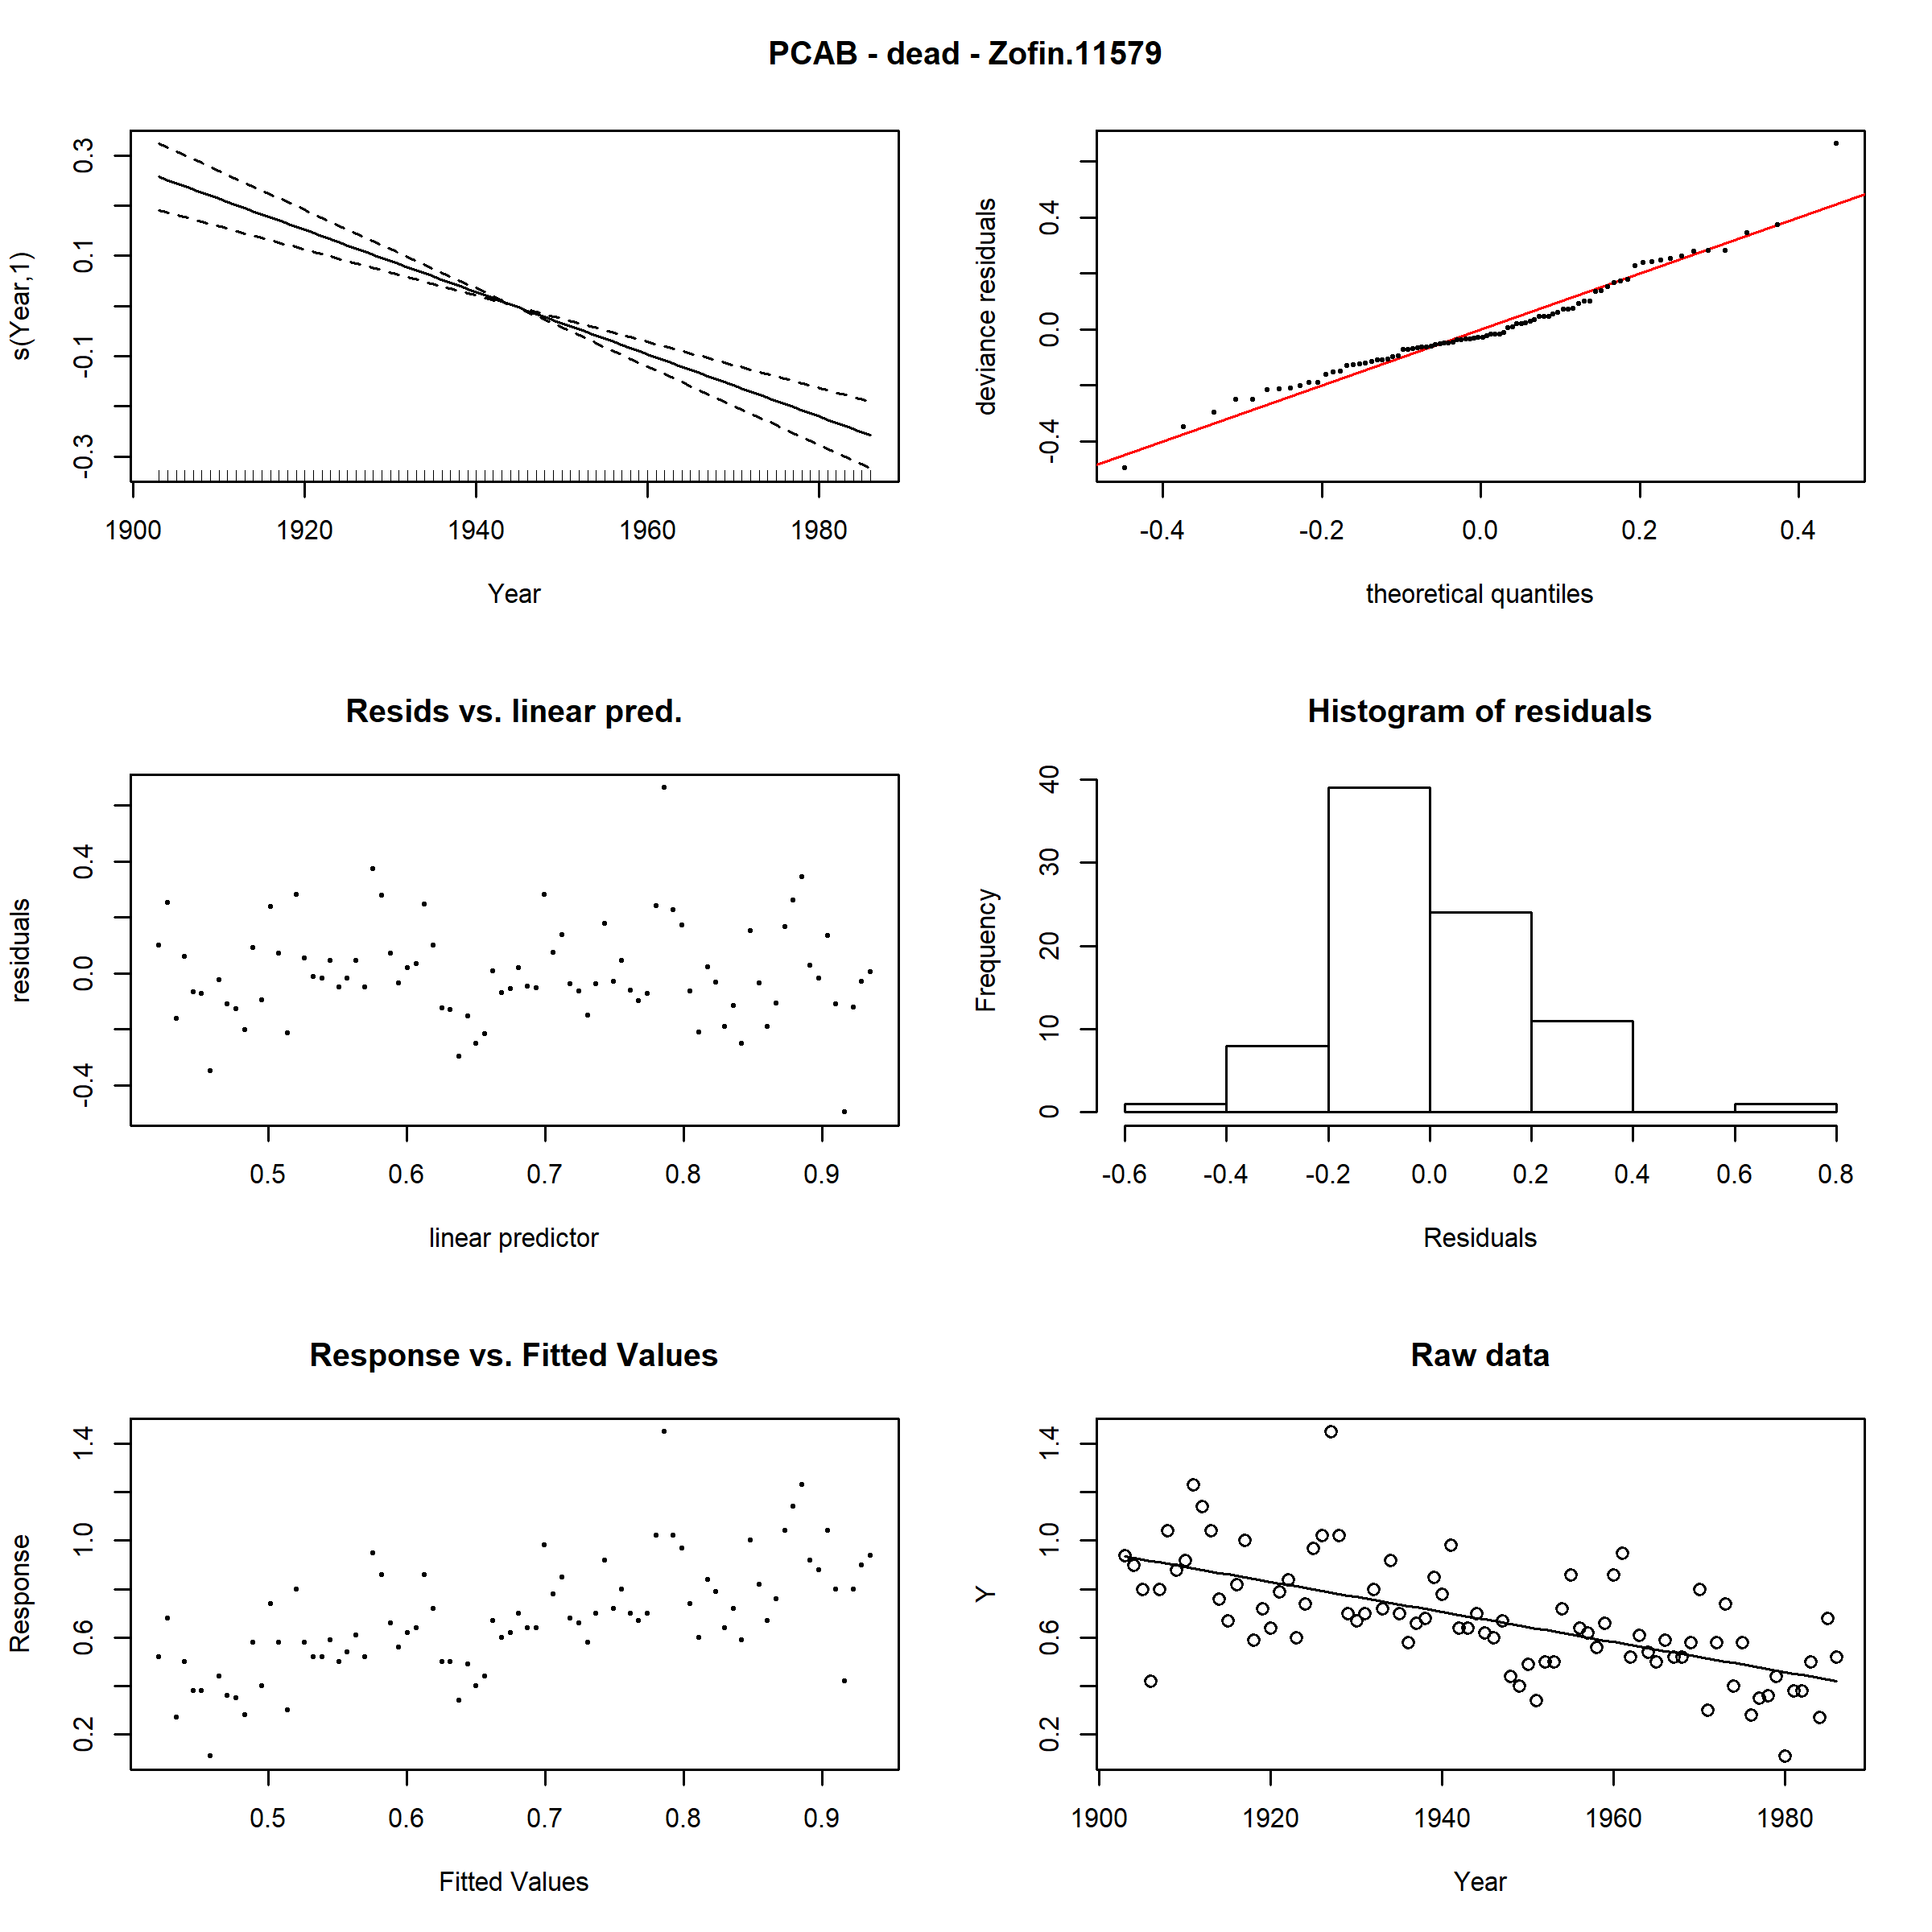 PCAB - dead - Zofin.11579
s(Year,1)
0.3
0.1
-0.1
-0.3
1900 1920 1940 1960 1980
Year
deviance residuals
0.4
0.0
-0.4
-0.4 -0.2 0.0 0.2 0.4
theoretical quantiles
Resids vs. linear pred.
residuals
0.4
0.0
-0.4
0.5 0.6 0.7 0.8 0.9
linear predictor
Histogram of residuals
Frequency
40
30
20
10
0
-0.6 -0.4 -0.2 0.0 0.2 0.4 0.6 0.8
Residuals
Response vs. Fitted Values
Response
1.4
1.0
0.6
0.2
0.5 0.6 0.7 0.8 0.9
Fitted Values
Raw data
Y
1.4
1.0
0.6
0.2
1900 1920 1940 1960 1980
Year